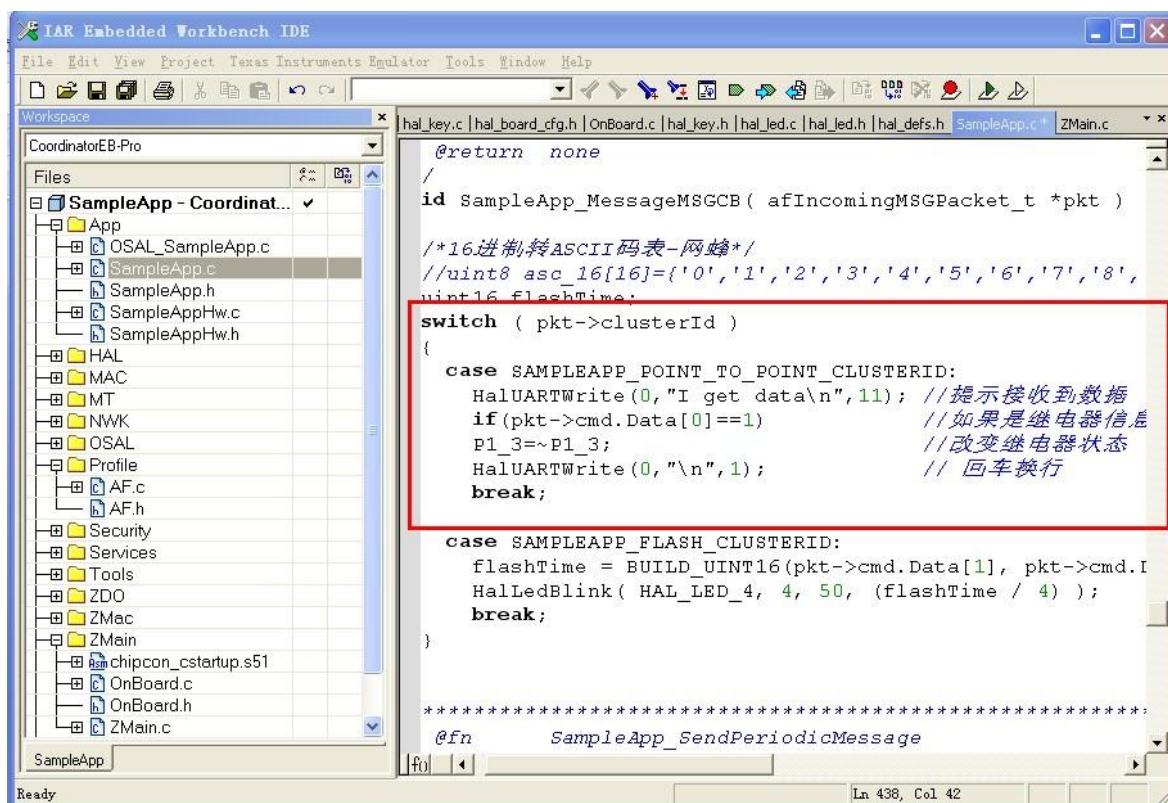 IAR Embedded Workbench IDE
File Edit View Project Texas Instruments Emulator Tools Window Help
Workspace
CoordinatorEB-Pro
Files
SampleApp - Coordinat...
App
OSAL_SampleApp.c
SampleApp.c
SampleApp.h
SampleAppHw.c
SampleAppHw.h
HAL
MAC
MT
NWK
OSAL
Profile
AF.c
AF.h
Security
Services
Tools
ZDO
ZMac
ZMain
chipcon_cstartup.s51
OnBoard.c
OnBoard.h
ZMain.c
SampleApp
hal_key.c | hal_board_cfg.h | OnBoard.c | hal_key.h | hal_led.c | hal_led.h | hal_defs.h SampleApp.c * ZMain.c
@return none
/
id SampleApp_MessageMSGCB( afIncomingMSGPacket_t *pkt )
/*16进制转ASCII码表-网蜂*/
//uint8 asc_16[16]={'0','1','2','3','4','5','6','7','8',
uint16 flashTime;
switch ( pkt->clusterId )
{
case SAMPLEAPP_POINT_TO_POINT_CLUSTERID:
HalUARTWrite(0,"I get data\n",11); //提示接收到数据
if(pkt->cmd.Data[0]==1) //如果是继电器信息
P1_3=~P1_3; //改变继电器状态
HalUARTWrite(0,"\n",1); // 回车换行
break;
case SAMPLEAPP_FLASH_CLUSTERID:
flashTime = BUILD_UINT16(pkt->cmd.Data[1], pkt->cmd.D
HalLedBlink( HAL_LED_4, 4, 50, (flashTime / 4) );
break;
}
*********************************************************
@fn SampleApp_SendPeriodicMessage
f()
Ready
Ln 438, Col 42